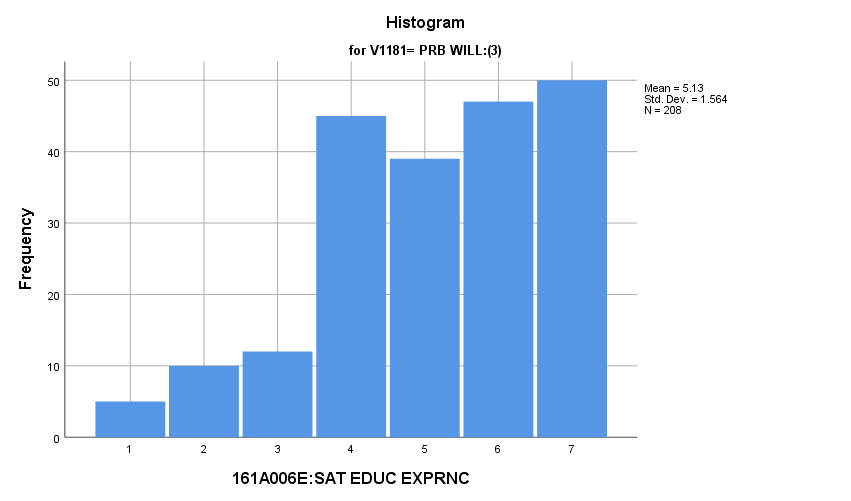 Histogram
for V1181= PRB WILL:(3)
Mean = 5.13
Std. Dev. = 1.564
N = 208
Frequency
50
40
30
20
10
0
1 2 3 4 5 6 7
161A006E:SAT EDUC EXPRNC